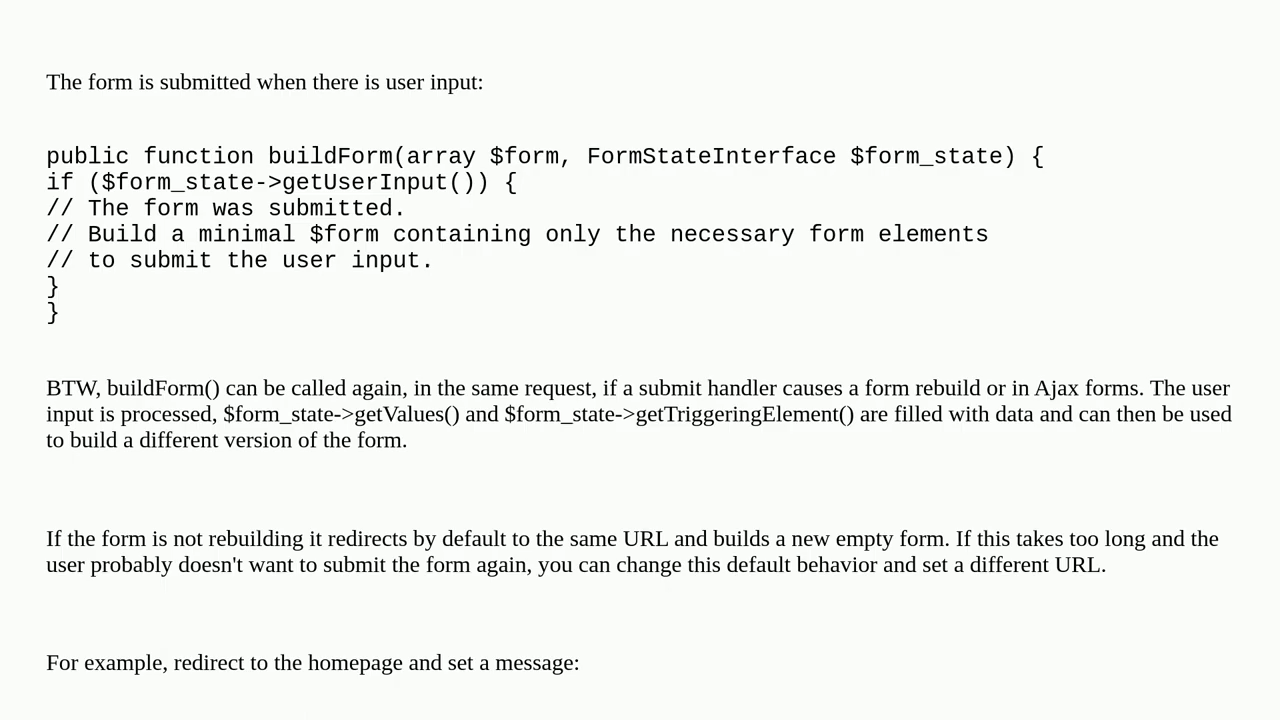 The form is submitted when there is user input:
public function buildForm(array $form, FormStateInterface $form_state) {
if ($form_state->getUserInput()) {
// The form was submitted.
// Build a minimal $form containing only the necessary form elements
// to submit the user input.
}
}
BTW, buildForm() can be called again, in the same request, if a submit handler causes a form rebuild or in Ajax forms. The user
input is processed, $form_state->getValues() and $form_state->getTriggeringElement() are filled with data and can then be used
to build a different version of the form.
If the form is not rebuilding it redirects by default to the same URL and builds a new empty form. If this takes too long and the
user probably doesn't want to submit the form again, you can change this default behavior and set a different URL.
For example, redirect to the homepage and set a message: